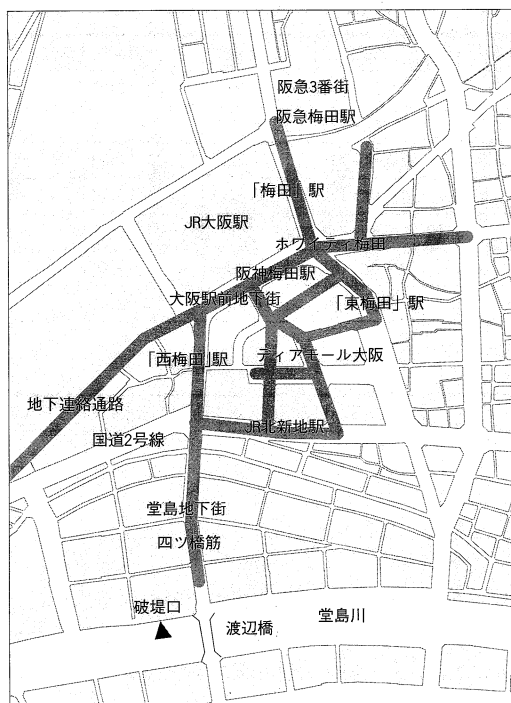 阪急3番街
阪急梅田駅
「梅田」駅
JR大阪駅
ホワイティ梅田
阪神梅田駅
大阪駅前地下街
「東梅田」駅
「西梅田」駅
ディアモール大阪
地下連絡通路
JR北新地駅
国道2号線
堂島地下街
四ツ橋筋
破堤口
渡辺橋
堂島川